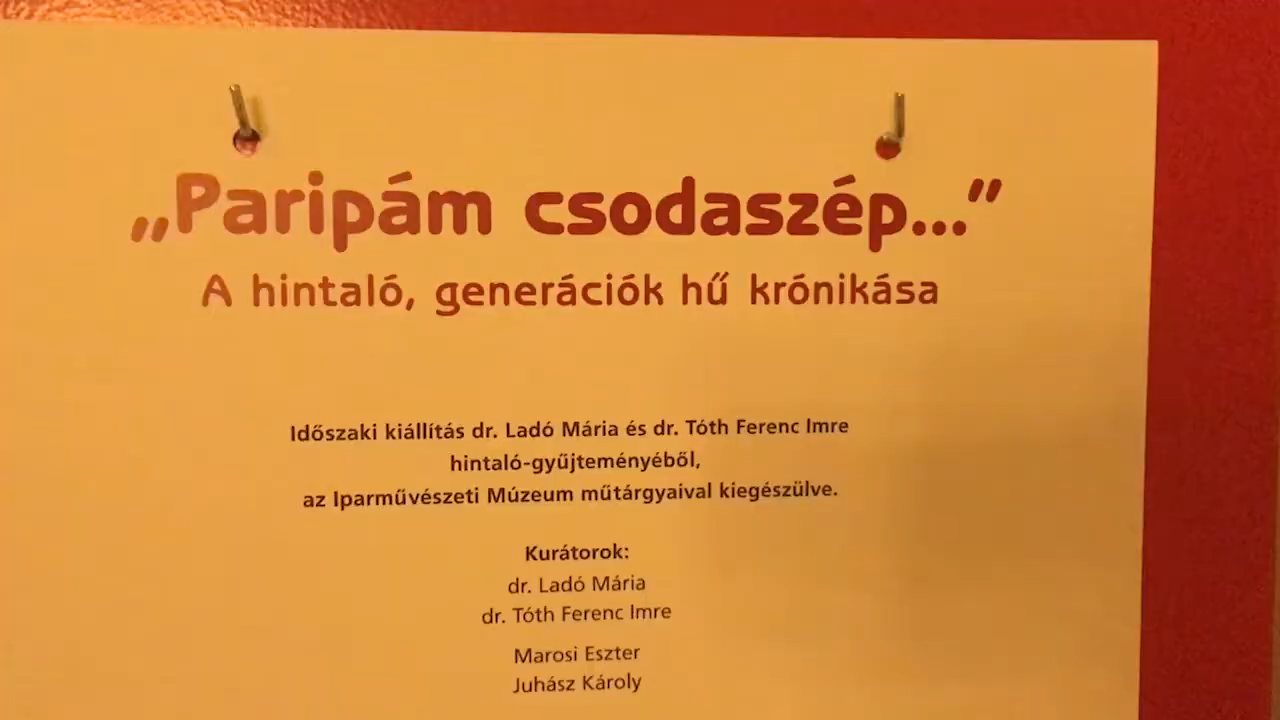 „Paripám csodaszép...”
A hintaló, generációk hű krónikása
Időszaki kiállítás dr. Ladó Mária és dr. Tóth Ferenc Imre
hintaló-gyűjteményéből,
az Iparművészeti Múzeum műtárgyaival kiegészülve.
Kurátorok:
dr. Ladó Mária
dr. Tóth Ferenc Imre
Marosi Eszter
Juhász Károly